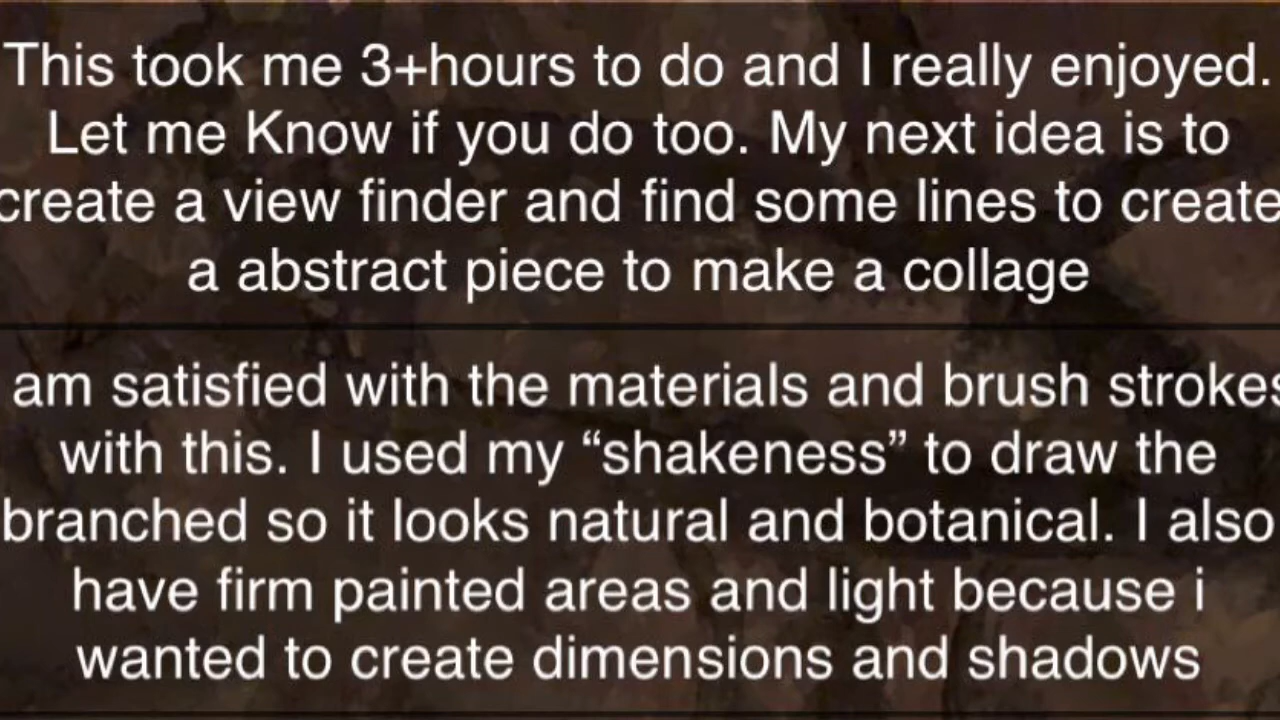 This took me 3+hours to do and I really enjoyed.
Let me Know if you do too. My next idea is to
create a view finder and find some lines to create
a abstract piece to make a collage
am satisfied with the materials and brush strokes
with this. I used my “shakeness” to draw the
branched so it looks natural and botanical. I also
have firm painted areas and light because i
wanted to create dimensions and shadows